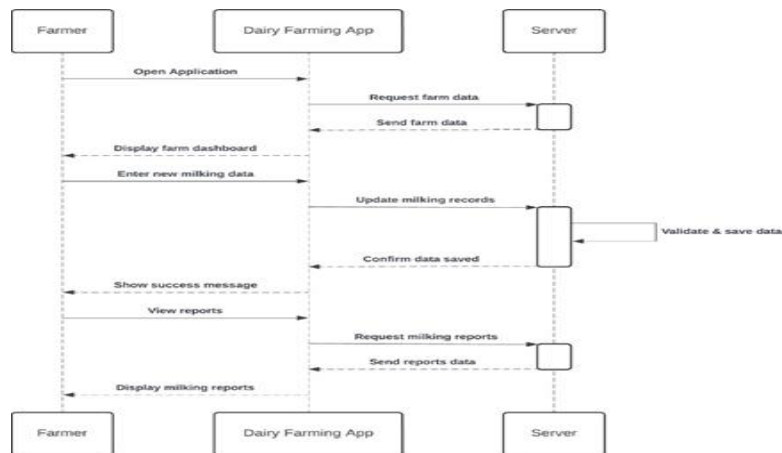 Farmer
Dairy Farming App
Server
Open Application
Request farm data
Send farm data
Display farm dashboard
Enter new milking data
Update milking records
Validate & save data
Confirm data saved
Show success message
View reports
Request milking reports
Send reports data
Display milking reports
Farmer
Dairy Farming App
Server